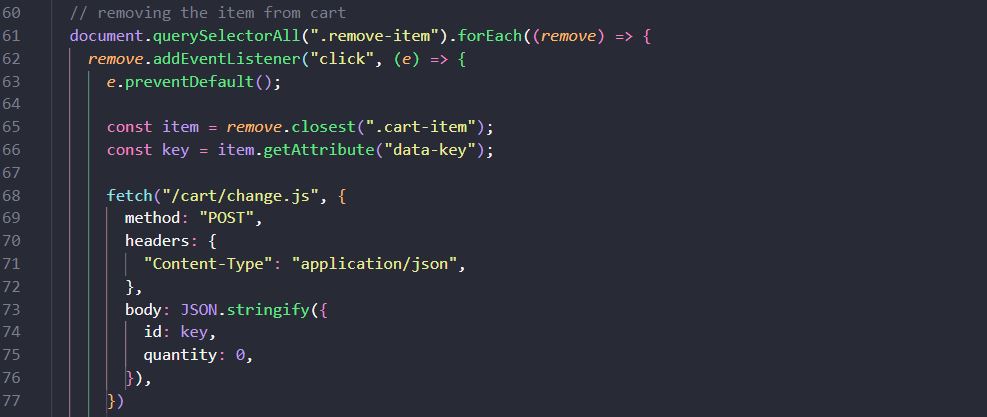 60 // removing the item from cart
61 document.querySelectorAll(".remove-item").forEach((remove) => {
62 remove.addEventListener("click", (e) => {
63 e.preventDefault();
64
65 const item = remove.closest(".cart-item");
66 const key = item.getAttribute("data-key");
67
68 fetch("/cart/change.js", {
69 method: "POST",
70 headers: {
71 "Content-Type": "application/json",
72 },
73 body: JSON.stringify({
74 id: key,
75 quantity: 0,
76 }),
77 })